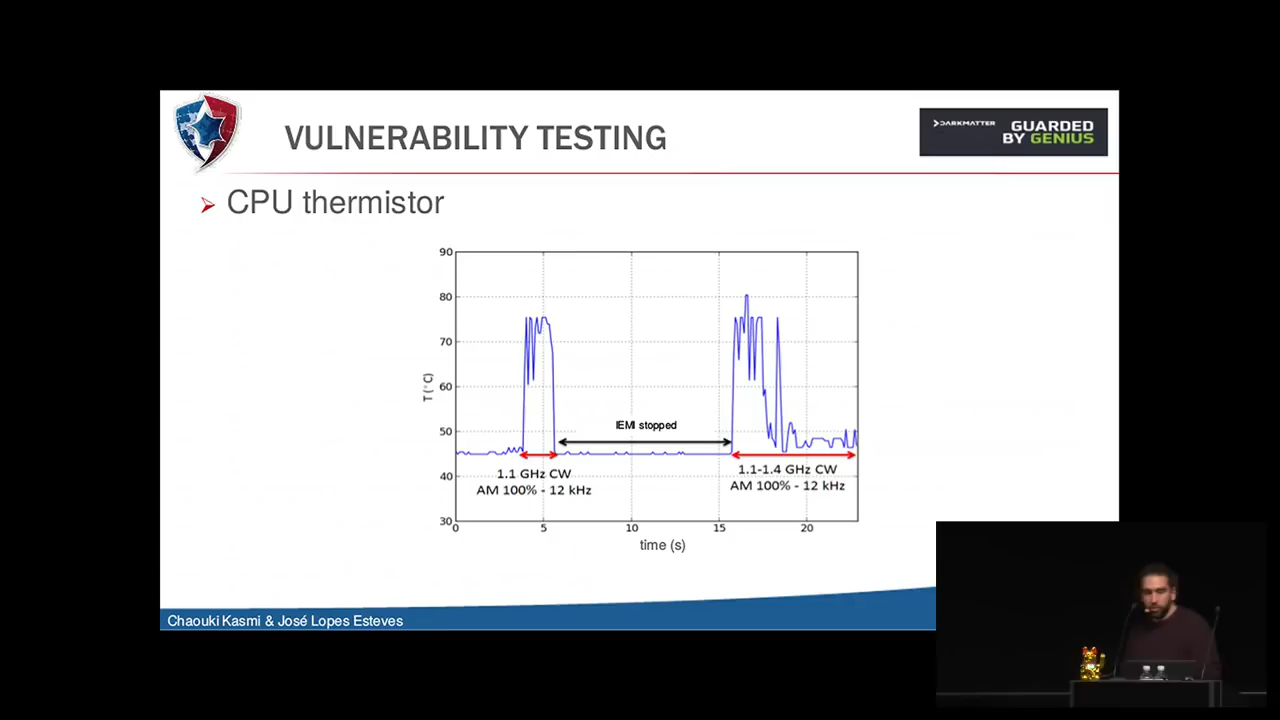 VULNERABILITY TESTING
DARKMATTER
GUARDED
BY GENIUS
CPU thermistor
90
80
70
60
50
40
30
T (°C)
IEMI stopped
1.1 GHz CW
AM 100% - 12 kHz
1.1-1.4 GHz CW
AM 100% - 12 kHz
0 5 10 15 20
time (s)
Chaouki Kasmi & José Lopes Esteves